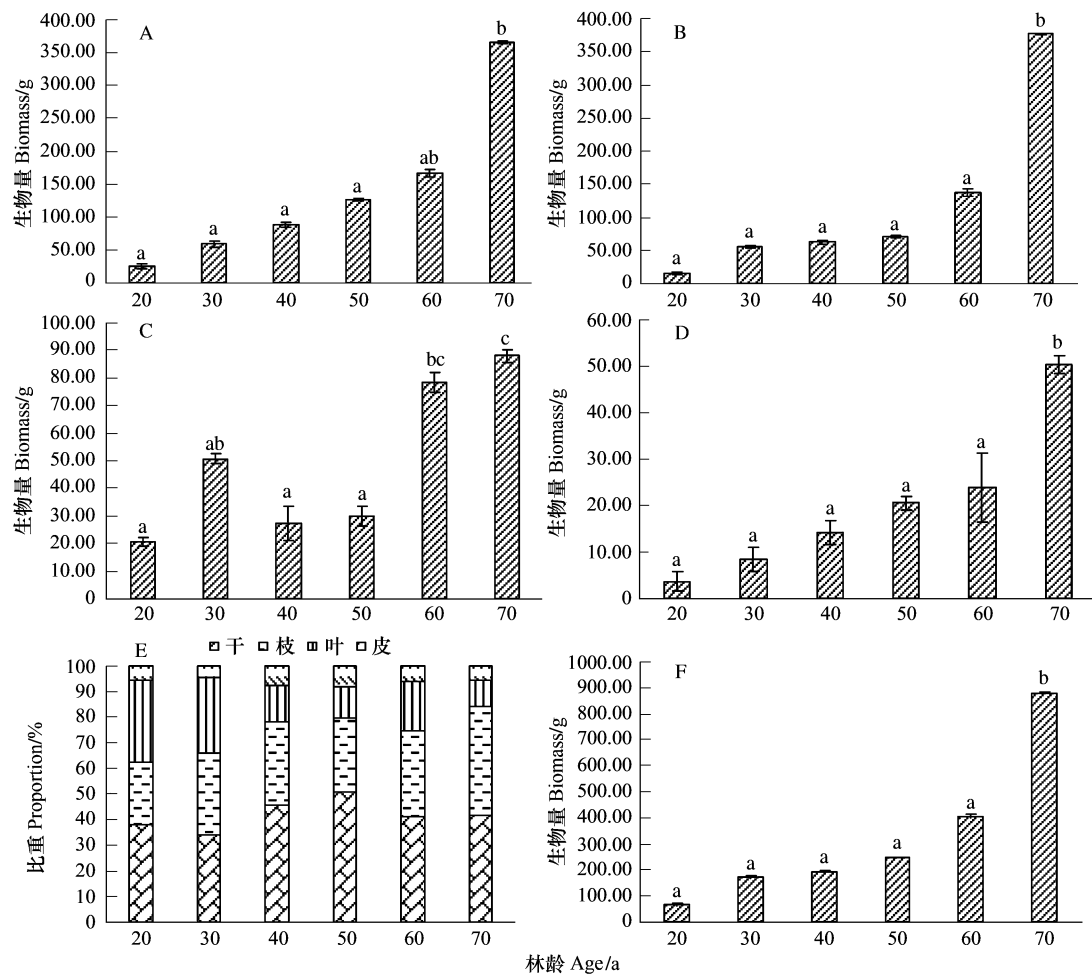 A
生物量 Biomass/g
400.00
350.00
300.00
250.00
200.00
150.00
100.00
50.00
0
a
a
a
a
ab
b
20 30 40 50 60 70
B
生物量 Biomass/g
400.00
350.00
300.00
250.00
200.00
150.00
100.00
50.00
0
a
a
a
a
a
b
20 30 40 50 60 70
C
生物量 Biomass/g
100.00
90.00
80.00
70.00
60.00
50.00
40.00
30.00
20.00
10.00
0
a
ab
a
a
bc
c
20 30 40 50 60 70
D
生物量 Biomass/g
60.00
50.00
40.00
30.00
20.00
10.00
0
a
a
a
a
a
b
20 30 40 50 60 70
E
干 枝 叶 皮
比重 Proportion/%
100
90
80
70
60
50
40
30
20
10
0
20 30 40 50 60 70
F
生物量 Biomass/g
1000.00
900.00
800.00
700.00
600.00
500.00
400.00
300.00
200.00
100.00
0
a
a
a
a
a
b
20 30 40 50 60 70
林龄 Age/a